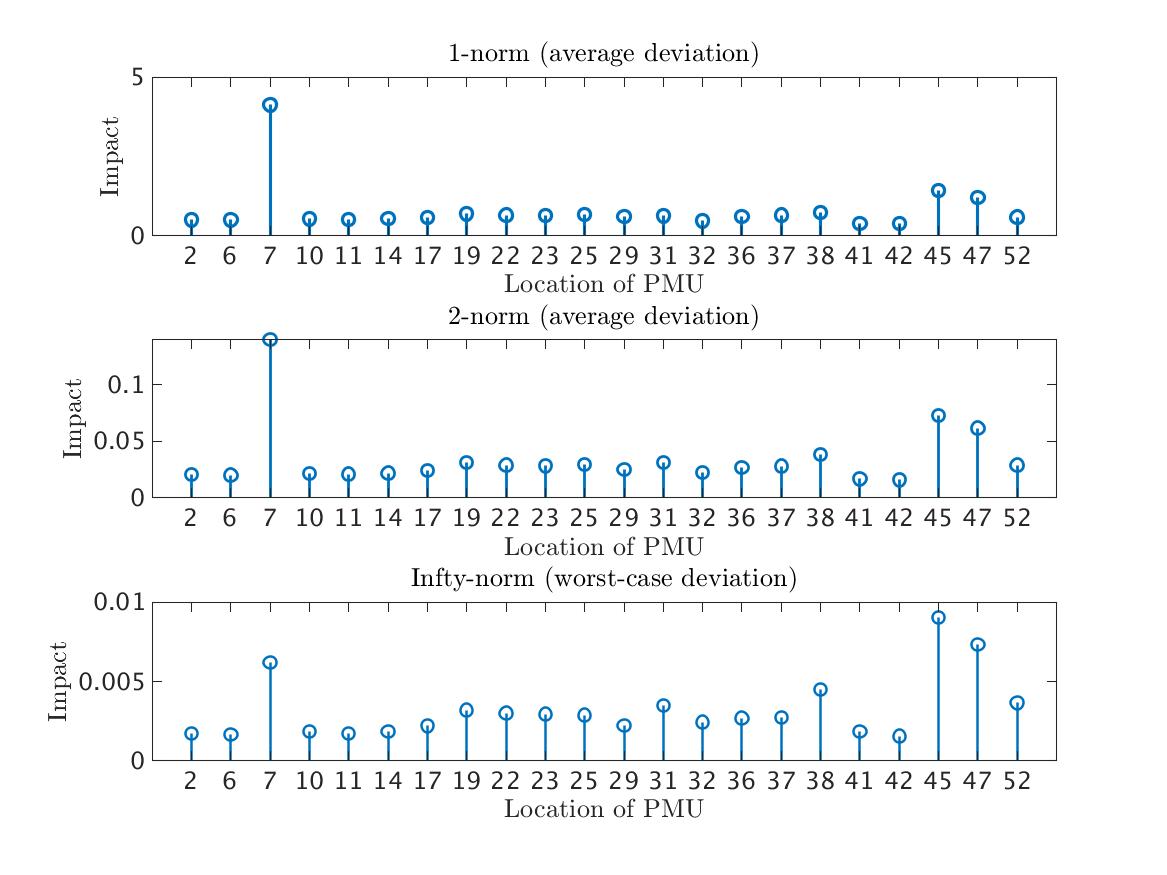 1-norm (average deviation)
5
0
Impact
2 6 7 10 11 14 17 19 22 23 25 29 31 32 36 37 38 41 42 45 47 52
Location of PMU
2-norm (average deviation)
0.1
0.05
0
Impact
2 6 7 10 11 14 17 19 22 23 25 29 31 32 36 37 38 41 42 45 47 52
Location of PMU
Infty-norm (worst-case deviation)
0.01
0.005
0
Impact
2 6 7 10 11 14 17 19 22 23 25 29 31 32 36 37 38 41 42 45 47 52
Location of PMU